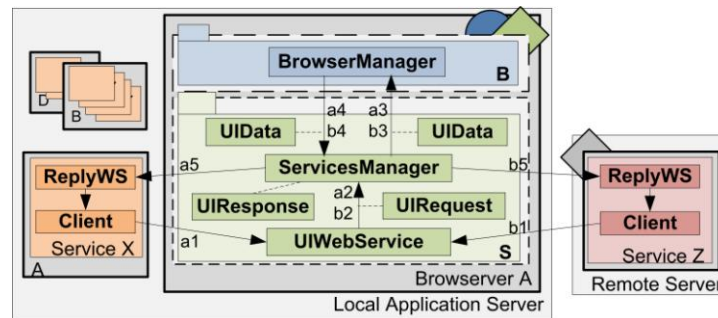 BrowserManager
B
D
B
a4
a3
UIData
b4
b3
UIData
a5
ServicesManager
b5
ReplyWS
ReplyWS
UIResponse
a2
b2
UIRequest
Client
b1
Client
Service X
a1
UIWebService
Service Z
A
S
Browserver A
Remote Server
Local Application Server